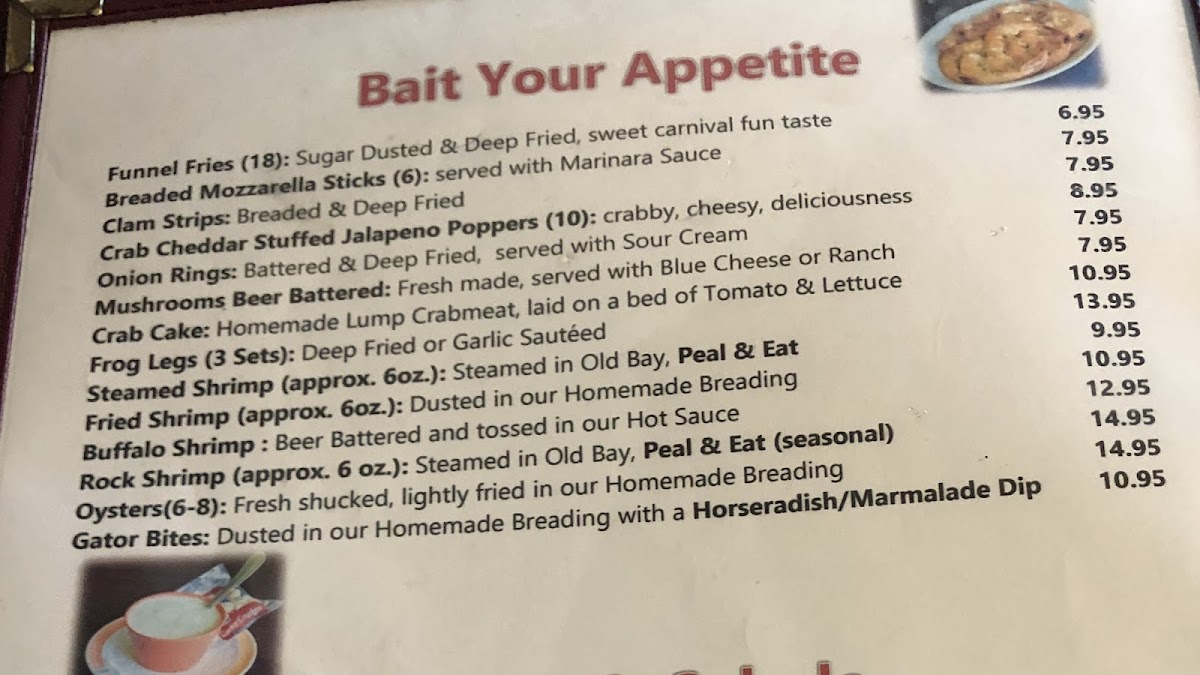 Bait Your Appetite
Funnel Fries (18): Sugar Dusted & Deep Fried, sweet carnival fun taste 6.95
Breaded Mozzarella Sticks (6): served with Marinara Sauce 7.95
Clam Strips: Breaded & Deep Fried 7.95
Crab Cheddar Stuffed Jalapeno Poppers (10): crabby, cheesy, deliciousness 8.95
Onion Rings: Battered & Deep Fried, served with Sour Cream 7.95
Mushrooms Beer Battered: Fresh made, served with Blue Cheese or Ranch 7.95
Crab Cake: Homemade Lump Crabmeat, laid on a bed of Tomato & Lettuce 10.95
Frog Legs (3 Sets): Deep Fried or Garlic Sautéed 13.95
Steamed Shrimp (approx. 6oz.): Steamed in Old Bay, Peal & Eat 9.95
Fried Shrimp (approx. 6oz.): Dusted in our Homemade Breading 10.95
Buffalo Shrimp : Beer Battered and tossed in our Hot Sauce 12.95
Rock Shrimp (approx. 6 oz.): Steamed in Old Bay, Peal & Eat (seasonal) 14.95
Oysters(6-8): Fresh shucked, lightly fried in our Homemade Breading 14.95
Gator Bites: Dusted in our Homemade Breading with a Horseradish/Marmalade Dip 10.95